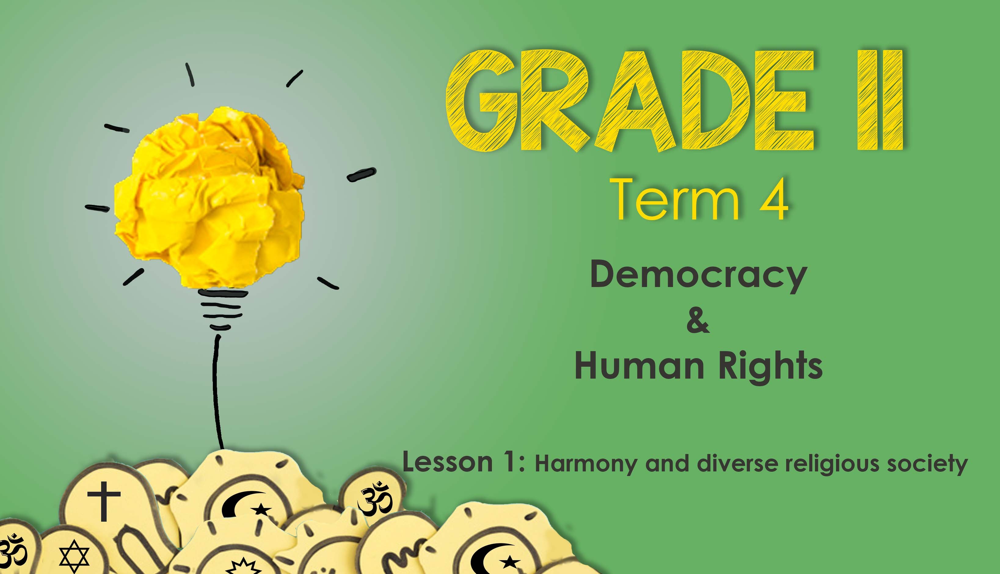 GRADE 11
Term 4
Democracy
&
Human Rights
Lesson 1: Harmony and diverse religious society